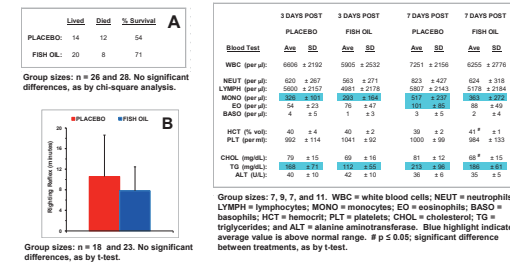 Lived Died % Survival
A
PLACEBO: 14 12 54
FISH OIL: 20 8 71
Group sizes: n = 26 and 28. No significant
differences, as by chi-square analysis.
PLACEBO FISH OIL
B
Righting Reflex (minutes)
20
16
12
8
4
0
Group sizes: n = 18 and 23. No significant
differences, as by t-test.
3 DAYS POST 3 DAYS POST 7 DAYS POST 7 DAYS POST
PLACEBO FISH OIL PLACEBO FISH OIL
Blood Test Ave SD Ave SD Ave SD Ave SD
WBC (per µl): 6606 ± 2192 5905 ± 2532 7251 ± 2156 6255 ± 2776
NEUT (per µl): 620 ± 267 563 ± 271 823 ± 427 624 ± 318
LYMPH (per µl): 5600 ± 2157 4981 ± 2178 5807 ± 2143 5178 ± 2184
MONO (per µl): 326 ± 101 293 ± 164 517 ± 237 363 ± 272
EO (per µl): 54 ± 23 76 ± 47 101 ± 85 88 ± 49
BASO (per µl): 4 ± 5 1 ± 3 3 ± 5 2 ± 4
HCT (% vol): 40 ± 4 40 ± 2 39 ± 2 41 # ± 1
PLT (per ml): 992 ± 114 1041 ± 92 1000 ± 99 984 ± 133
CHOL (mg/dL): 79 ± 15 69 ± 16 81 ± 12 68 # ± 15
TG (mg/dL): 168 ± 71 112 ± 55 213 ± 96 186 ± 61
ALT (U/L): 40 ± 10 42 ± 10 36 ± 6 35 ± 5
Group sizes: 7, 9, 7, and 11. WBC = white blood cells; NEUT = neutrophils
LYMPH = lymphocytes; MONO = monocytes; EO = eosinophils; BASO =
basophils; HCT = hemocrit; PLT = platelets; CHOL = cholesterol; TG =
triglycerides; and ALT = alanine aminotransferase. Blue highlight indicate
average value is above normal range. # p ≤ 0.05; significant difference
between treatments, as by t-test.